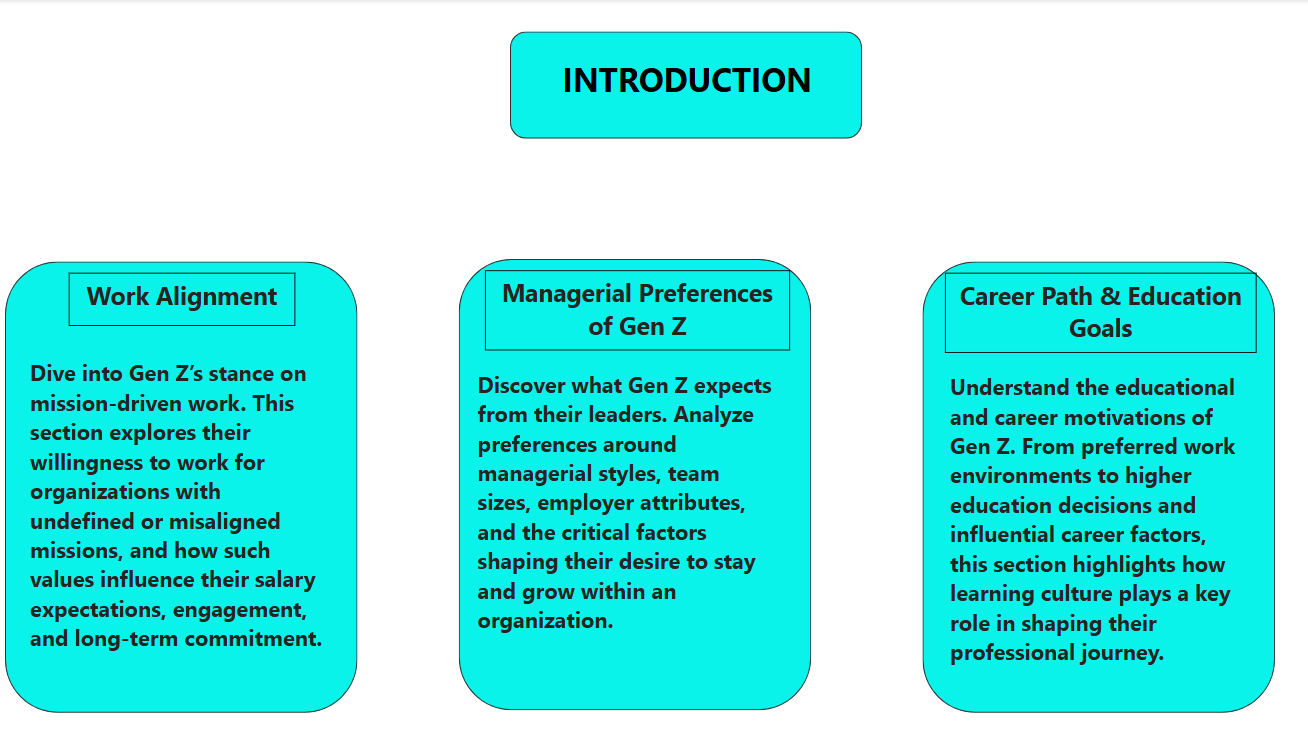 INTRODUCTION
Work Alignment
Dive into Gen Z’s stance on
mission-driven work. This
section explores their
willingness to work for
organizations with
undefined or misaligned
missions, and how such
values influence their salary
expectations, engagement,
and long-term commitment.
Managerial Preferences
of Gen Z
Discover what Gen Z expects
from their leaders. Analyze
preferences around
managerial styles, team
sizes, employer attributes,
and the critical factors
shaping their desire to stay
and grow within an
organization.
Career Path & Education
Goals
Understand the educational
and career motivations of
Gen Z. From preferred work
environments to higher
education decisions and
influential career factors,
this section highlights how
learning culture plays a key
role in shaping their
professional journey.